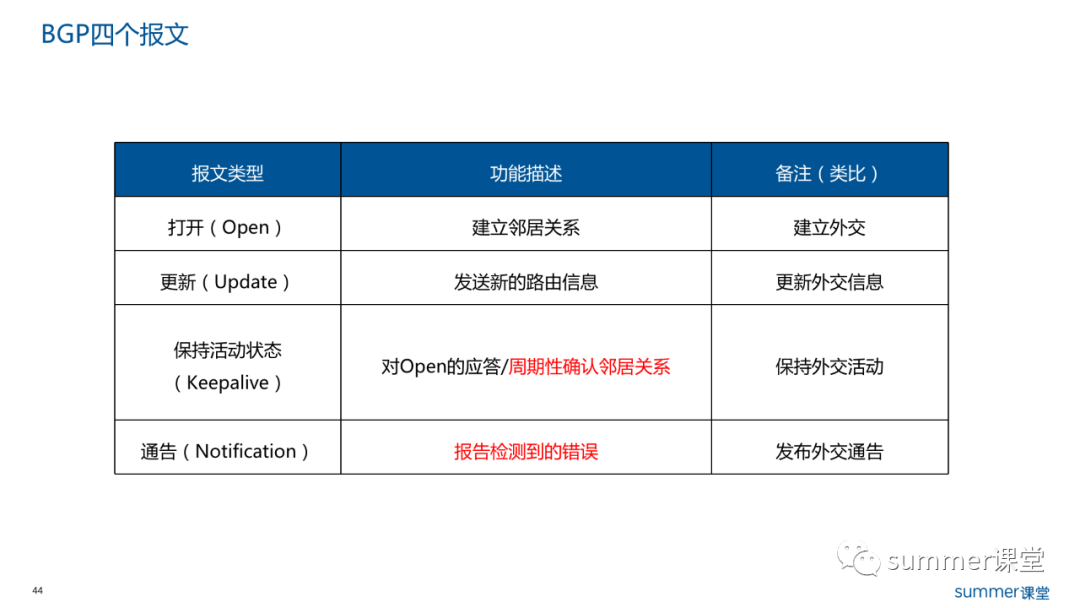 BGP四个报文
报文类型 功能描述 备注（类比）
打开（Open） 建立邻居关系 建立外交
更新（Update） 发送新的路由信息 更新外交信息
保持活动状态
（Keepalive） 对Open的应答/周期性确认邻居关系 保持外交活动
通告（Notification） 报告检测到的错误 发布外交通告
summer课堂
44
summer课堂